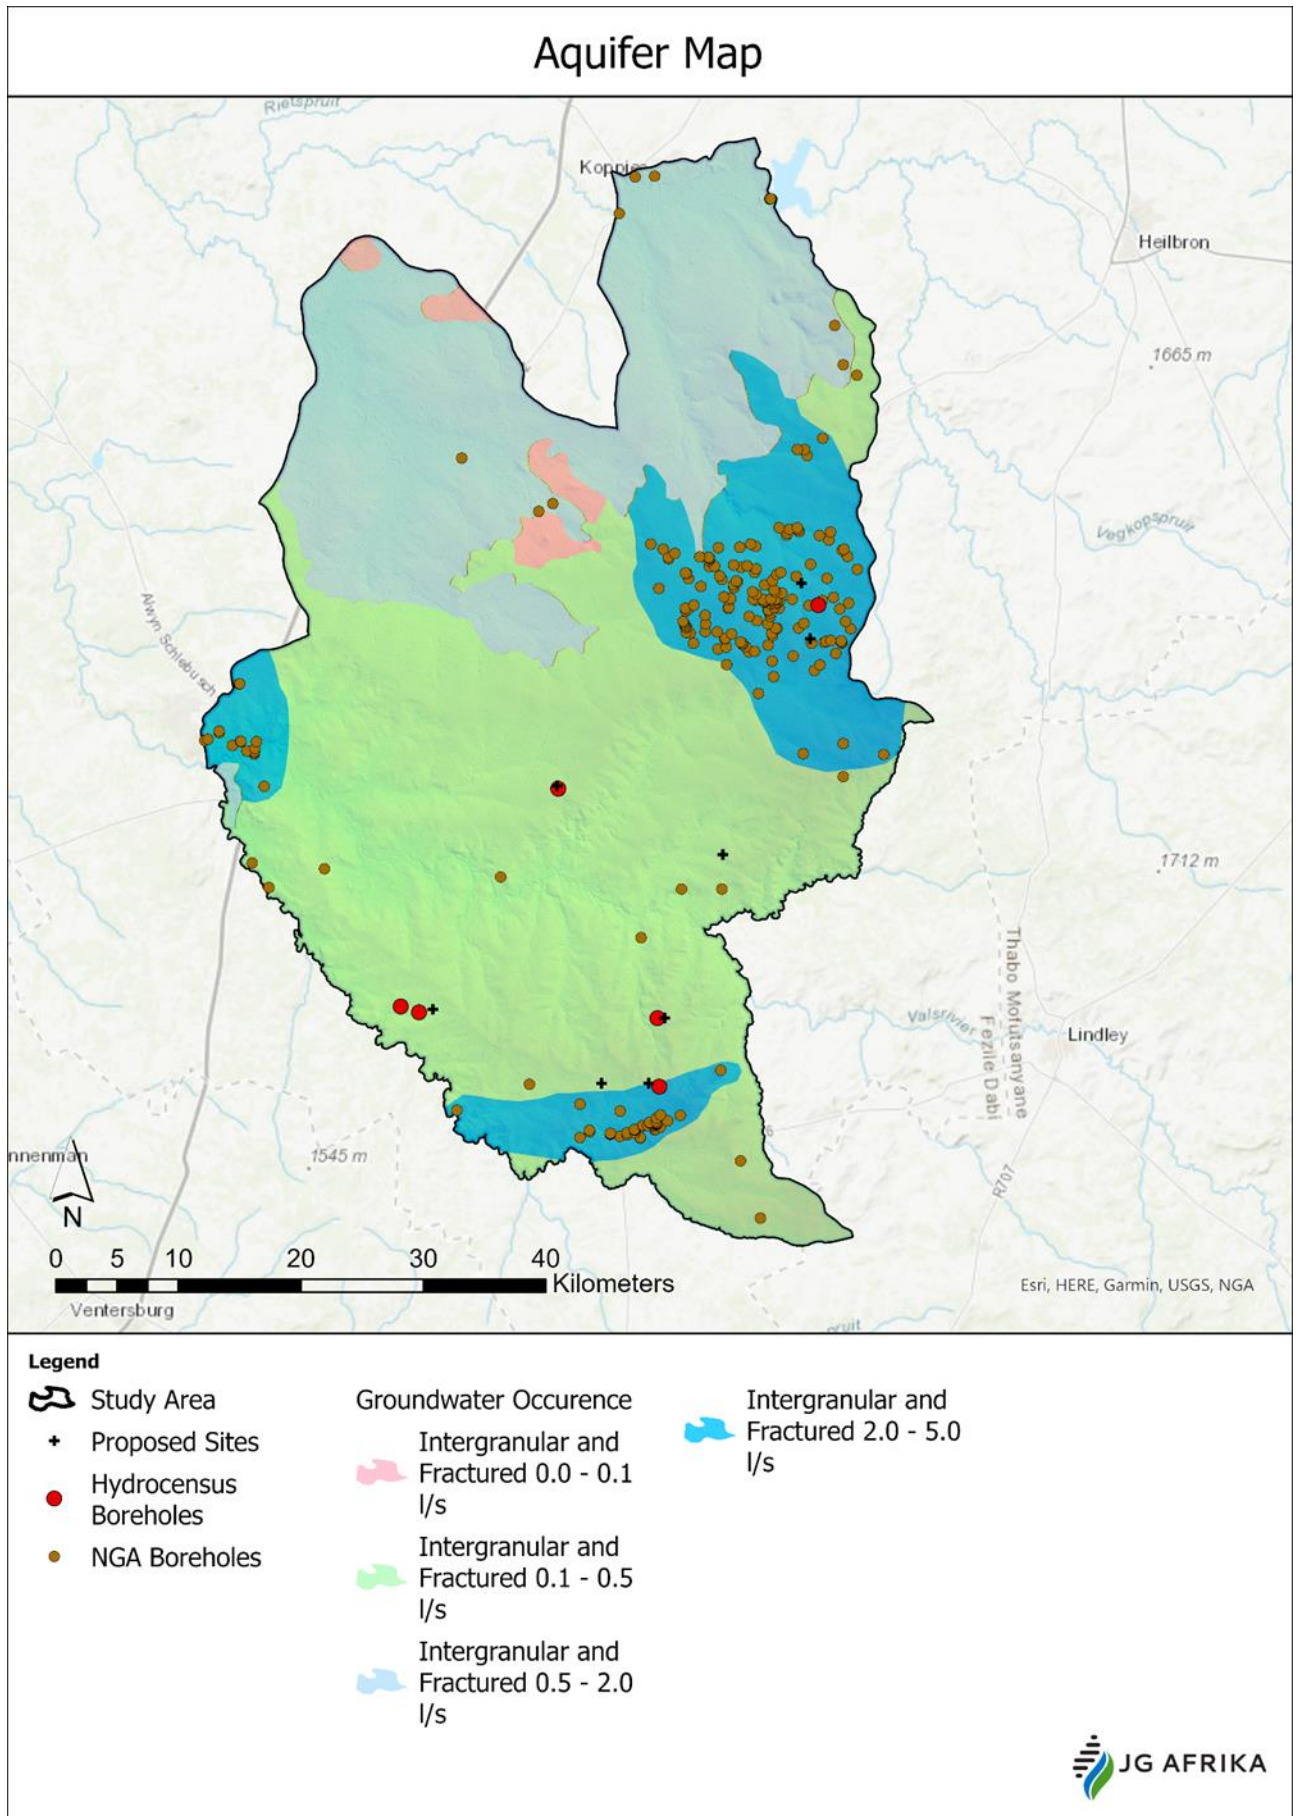 Aquifer Map
Rietspruit
Koppies
Heilbron
1665 m
Vegkopspruit
Alwyn Schlebusch
1712 m
Thabo Mofutsanyane
Fezile Dabi
Valsrivier
Lindley
nnenman
1545 m
R707
N
0 5 10 20 30 40
Kilometers
Ventersburg
Esri, HERE, Garmin, USGS, NGA
Legend
Study Area
Proposed Sites
Hydrocensus
Boreholes
NGA Boreholes
Groundwater Occurence
Intergranular and
Fractured 0.0 - 0.1
l/s
Intergranular and
Fractured 0.1 - 0.5
l/s
Intergranular and
Fractured 0.5 - 2.0
l/s
Intergranular and
Fractured 2.0 - 5.0
l/s
JG AFRIKA